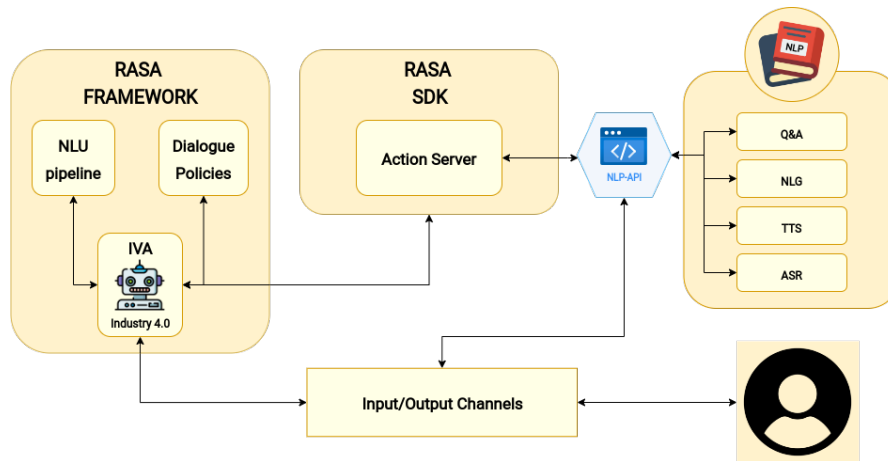 RASA
FRAMEWORK
NLU
pipeline
Dialogue
Policies
IVA
Industry 4.0
RASA
SDK
Action Server
NLP-API
NLP
Q&A
NLG
TTS
ASR
Input/Output Channels